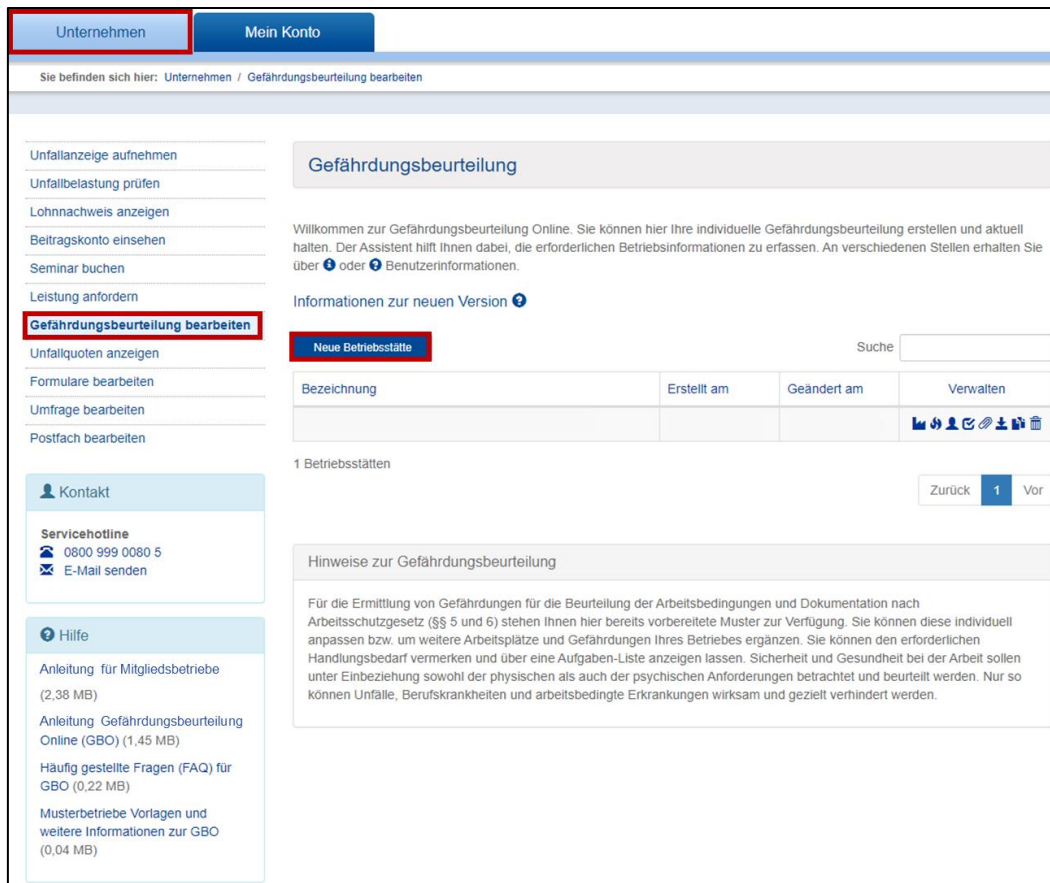 Unternehmen
Mein Konto
Sie befinden sich hier: Unternehmen / Gefährdungsbeurteilung bearbeiten
Unfallanzeige aufnehmen
Unfallbelastung prüfen
Lohnnachweis anzeigen
Beitragskonto einsehen
Seminar buchen
Leistung anfordern
Gefährdungsbeurteilung bearbeiten
Unfallquoten anzeigen
Formulare bearbeiten
Umfrage bearbeiten
Postfach bearbeiten
Kontakt
Servicehotline
0800 999 0080 5
E-Mail senden
Hilfe
Anleitung für Mitgliedsbetriebe
(2,38 MB)
Anleitung Gefährdungsbeurteilung
Online (GBO) (1,45 MB)
Häufig gestellte Fragen (FAQ) für
GBO (0,22 MB)
Musterbetriebe Vorlagen und
weitere Informationen zur GBO
(0,04 MB)
Gefährdungsbeurteilung
Willkommen zur Gefährdungsbeurteilung Online. Sie können hier Ihre individuelle Gefährdungsbeurteilung erstellen und aktuell
halten. Der Assistent hilft Ihnen dabei, die erforderlichen Betriebsinformationen zu erfassen. An verschiedenen Stellen erhalten Sie
über oder Benutzerinformationen.
Informationen zur neuen Version
Neue Betriebsstätte
Suche
Bezeichnung Erstellt am Geändert am Verwalten
1 Betriebsstätten
Zurück 1 Vor
Hinweise zur Gefährdungsbeurteilung
Für die Ermittlung von Gefährdungen für die Beurteilung der Arbeitsbedingungen und Dokumentation nach
Arbeitsschutzgesetz (§§ 5 und 6) stehen Ihnen hier bereits vorbereitete Muster zur Verfügung. Sie können diese individuell
anpassen bzw. um weitere Arbeitsplätze und Gefährdungen Ihres Betriebes ergänzen. Sie können den erforderlichen
Handlungsbedarf vermerken und über eine Aufgaben-Liste anzeigen lassen. Sicherheit und Gesundheit bei der Arbeit sollen
unter Einbeziehung sowohl der physischen als auch der psychischen Anforderungen betrachtet und beurteilt werden. Nur so
können Unfälle, Berufskrankheiten und arbeitsbedingte Erkrankungen wirksam und gezielt verhindert werden.